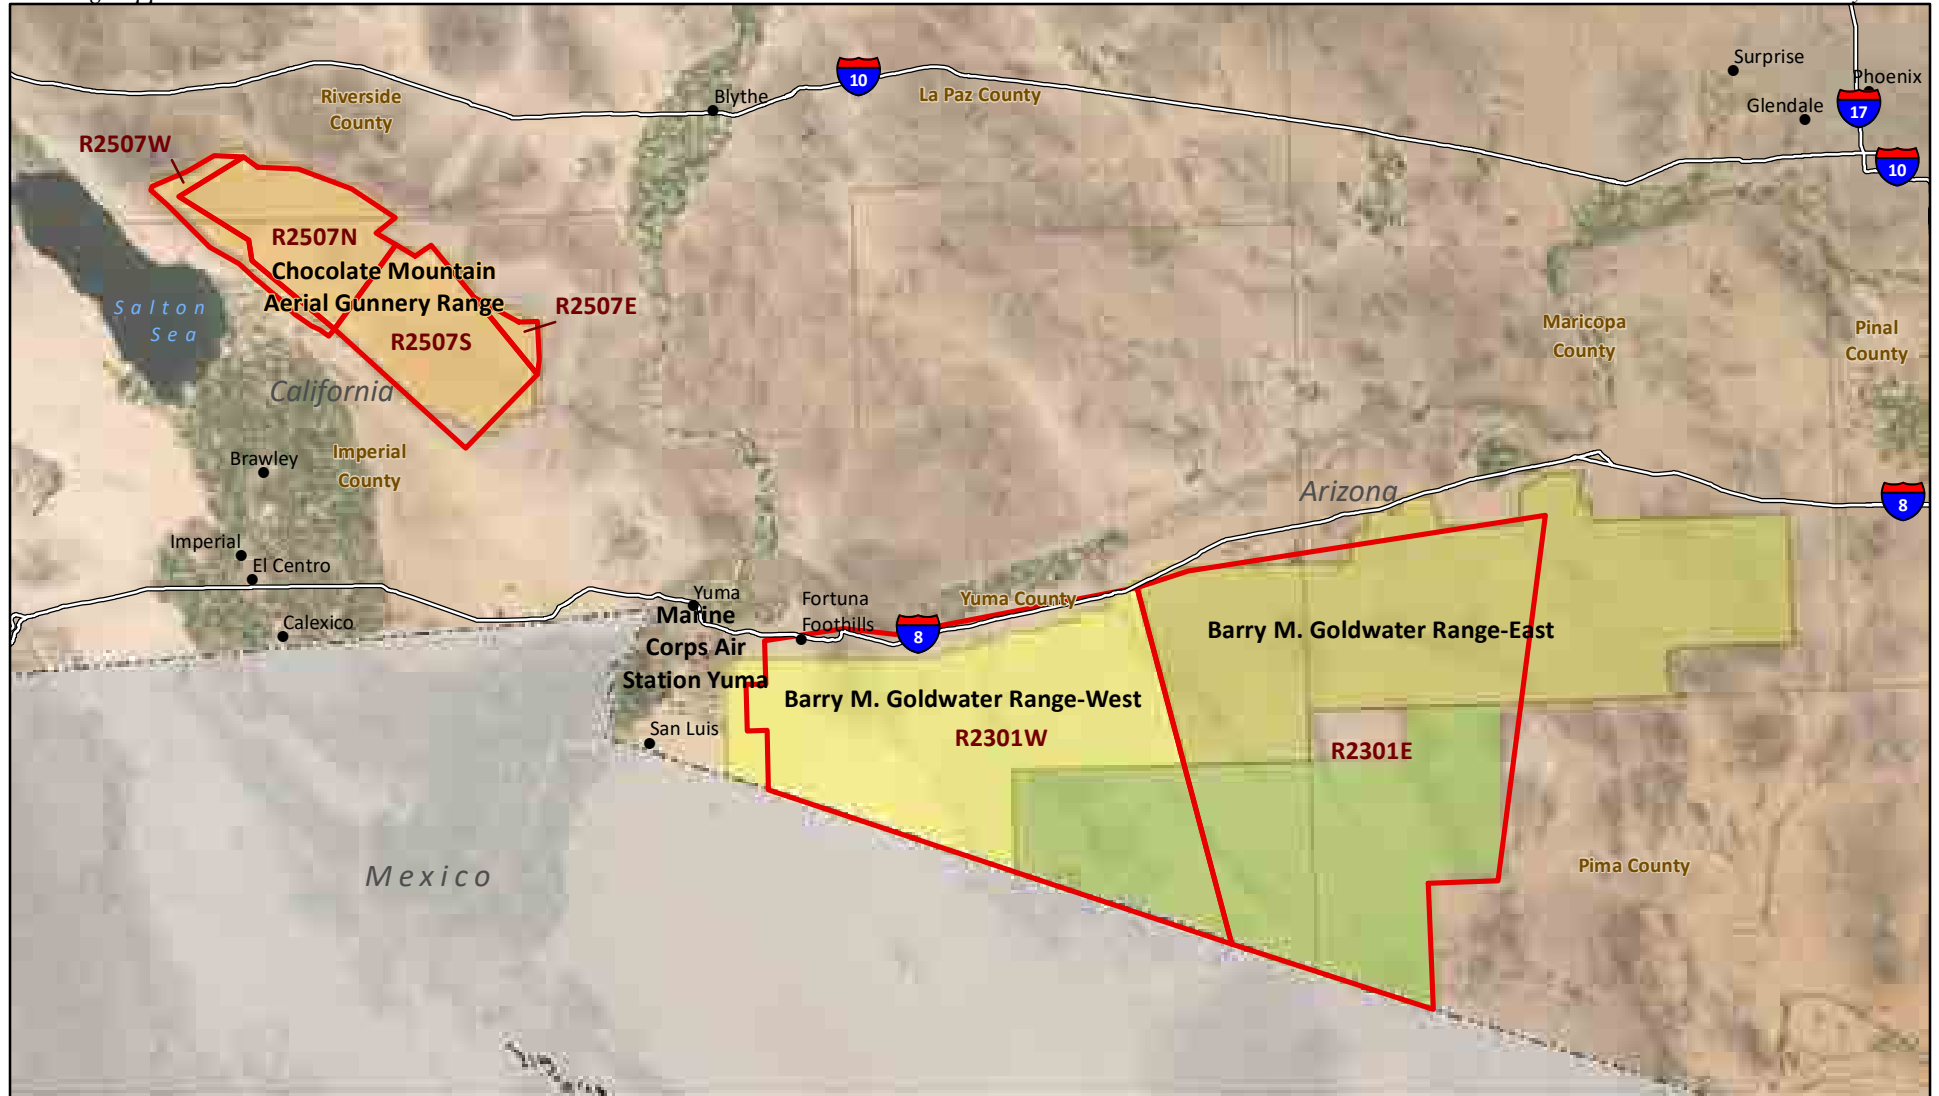 Surprise
Phoenix
Glendale
17
10
10
Blythe
La Paz County
Riverside
County
R2507W
R2507N
Chocolate Mountain
Aerial Gunnery Range
R2507E
R2507S
Salton
Sea
California
Maricopa
County
Pinal
County
Imperial
County
Brawley
Arizona
8
Imperial
El Centro
Calexico
Yuma
Marine
Corps Air
Station Yuma
Fortuna
Foothills
8
Yuma County
Barry M. Goldwater Range-East
Barry M. Goldwater Range-West
R2301W
San Luis
R2301E
Mexico
Pima County